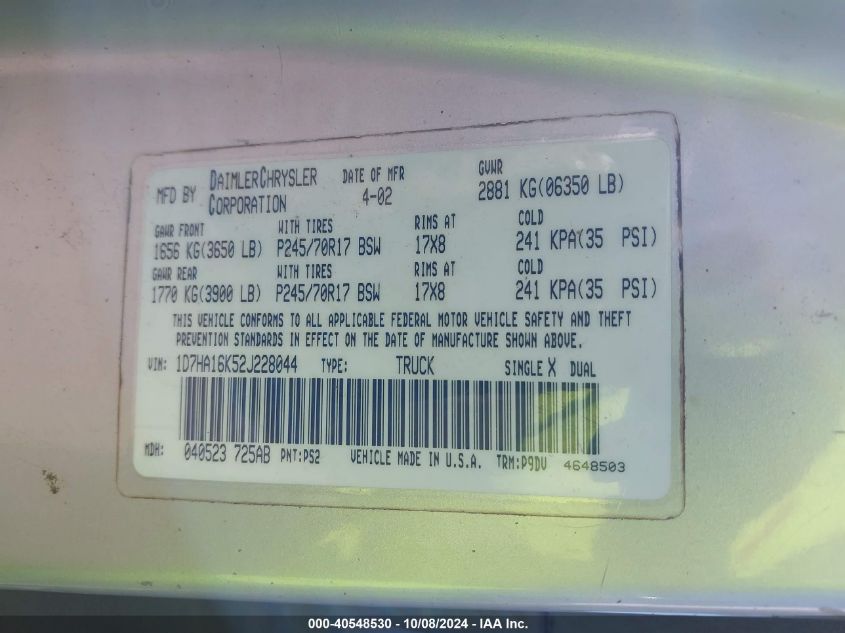 MFD BY DAIMLERCHRYSLER CORPORATION DATE OF MFR 4-02 GVWR 2881 KG(06350 LB)
GAWR FRONT WITH TIRES RIMS AT COLD
1656 KG(3650 LB) P245/70R17 BSW 17X8 241 KPA(35 PSI)
GAWR REAR WITH TIRES RIMS AT COLD
1770 KG(3900 LB) P245/70R17 BSW 17X8 241 KPA(35 PSI)
THIS VEHICLE CONFORMS TO ALL APPLICABLE FEDERAL MOTOR VEHICLE SAFETY AND THEFT
PREVENTION STANDARDS IN EFFECT ON THE DATE OF MANUFACTURE SHOWN ABOVE.
VIN: 1D7HA16K52J228044 TYPE: TRUCK SINGLE X DUAL
MDH: 040523 725AB PNT:PS2 VEHICLE MADE IN U.S.A. TRM:P9DV 4648503
000-40548530 - 10/08/2024 - IAA Inc.